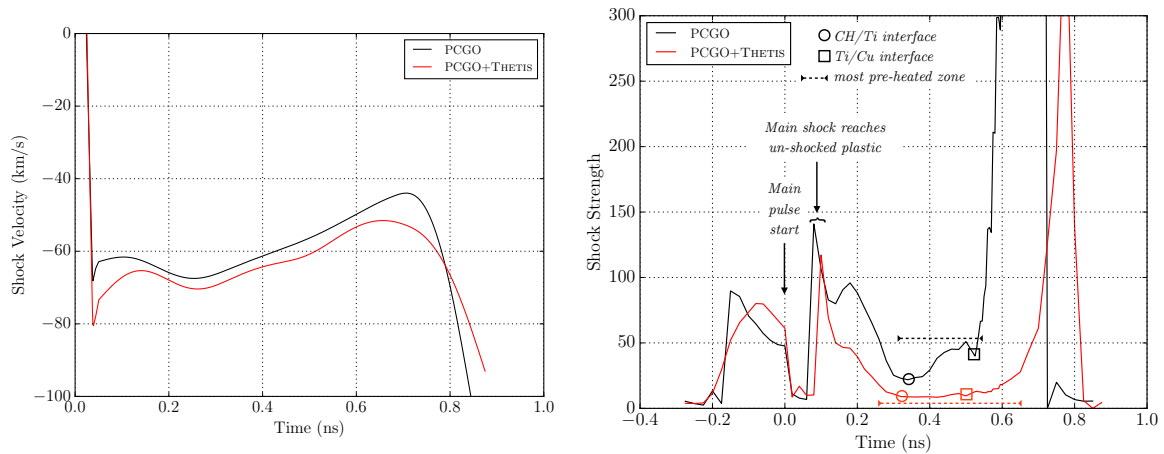 0
−20
−40
−60
−80
−100
Shock Velocity (km/s)
0.0 0.2 0.4 0.6 0.8 1.0
Time (ns)
PCGO
PCGO+THETIS
300
250
200
150
100
50
0
Shock Strength
−0.4 −0.2 0.0 0.2 0.4 0.6 0.8 1.0
Time (ns)
PCGO
PCGO+THETIS
CH/Ti interface
Ti/Cu interface
most pre-heated zone
Main shock reaches
un-shocked plastic
Main
pulse
start